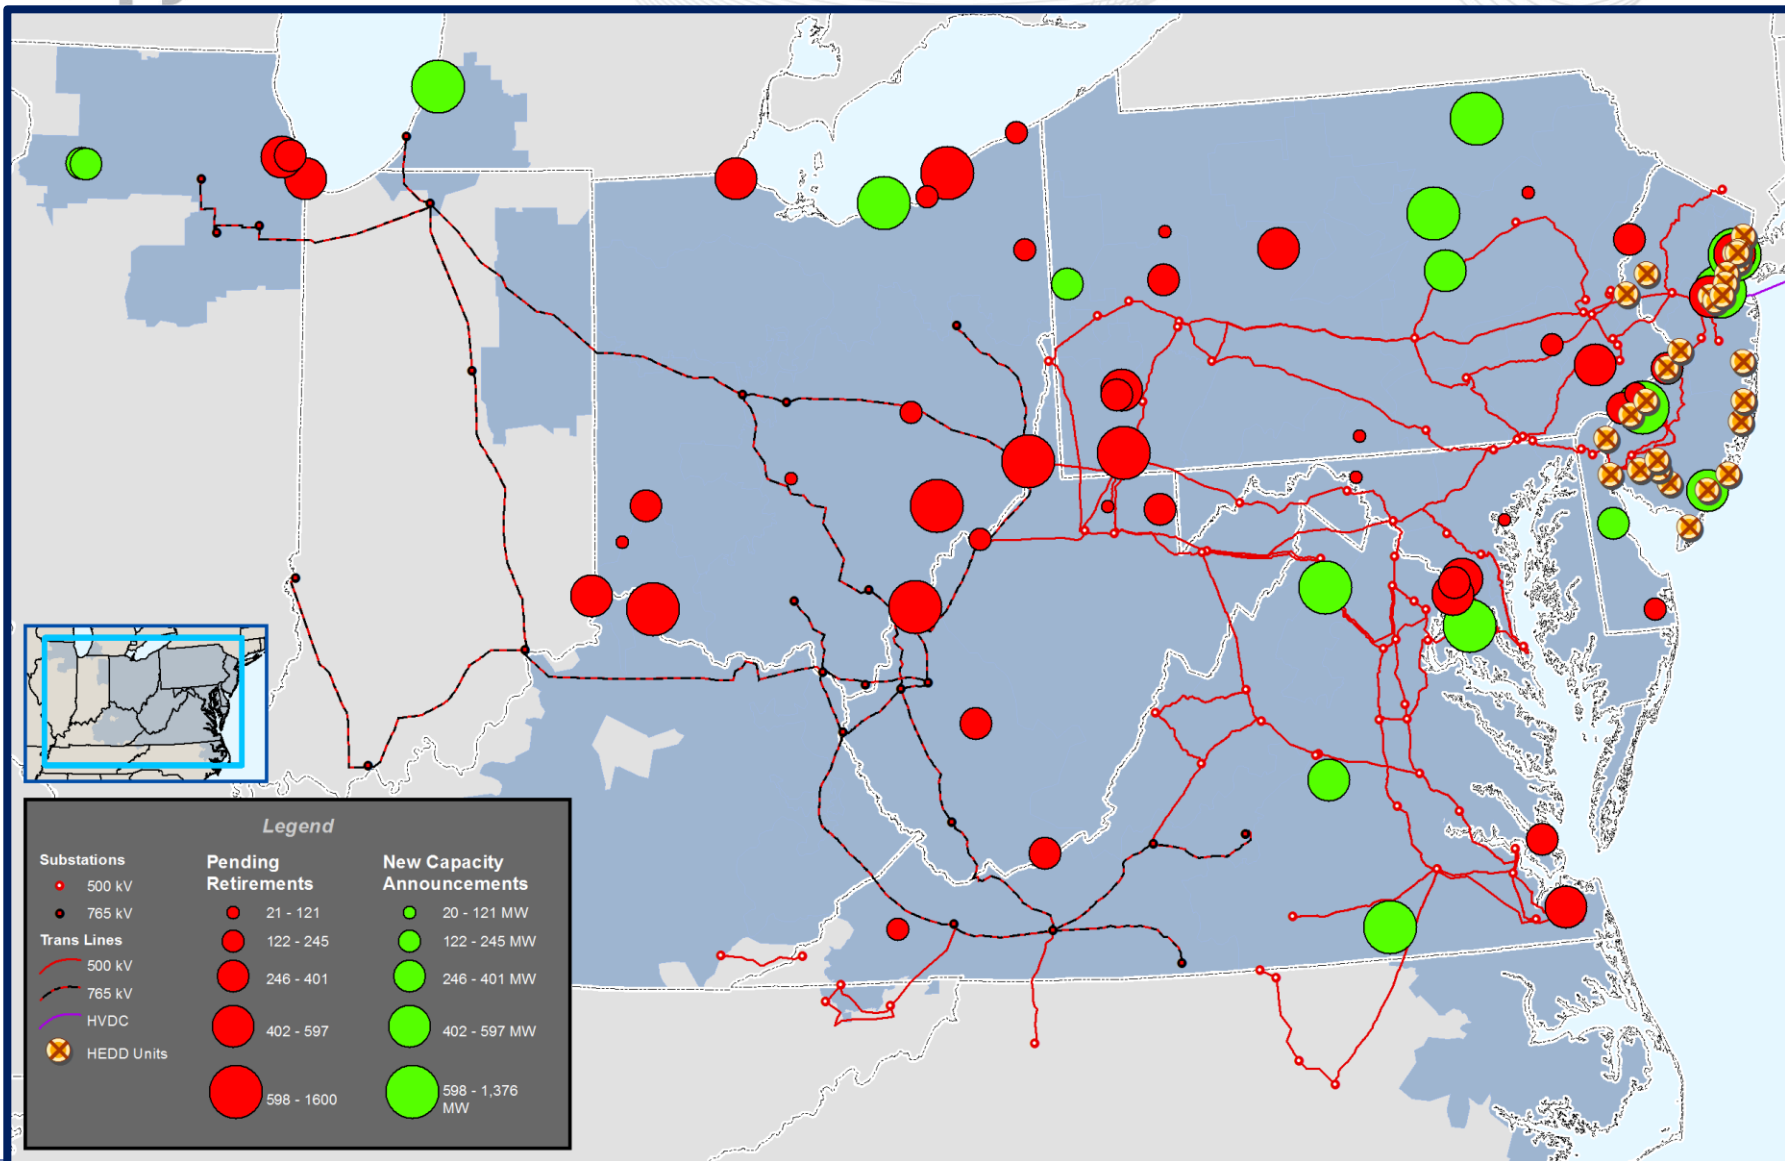 Legend
Substations
500 kV
765 kV
Trans Lines
500 kV
765 kV
HVDC
HEDD Units
Pending
Retirements
21 - 121
122 - 245
246 - 401
402 - 597
598 - 1600
New Capacity
Announcements
20 - 121 MW
122 - 245 MW
246 - 401 MW
402 - 597 MW
598 - 1,376
MW